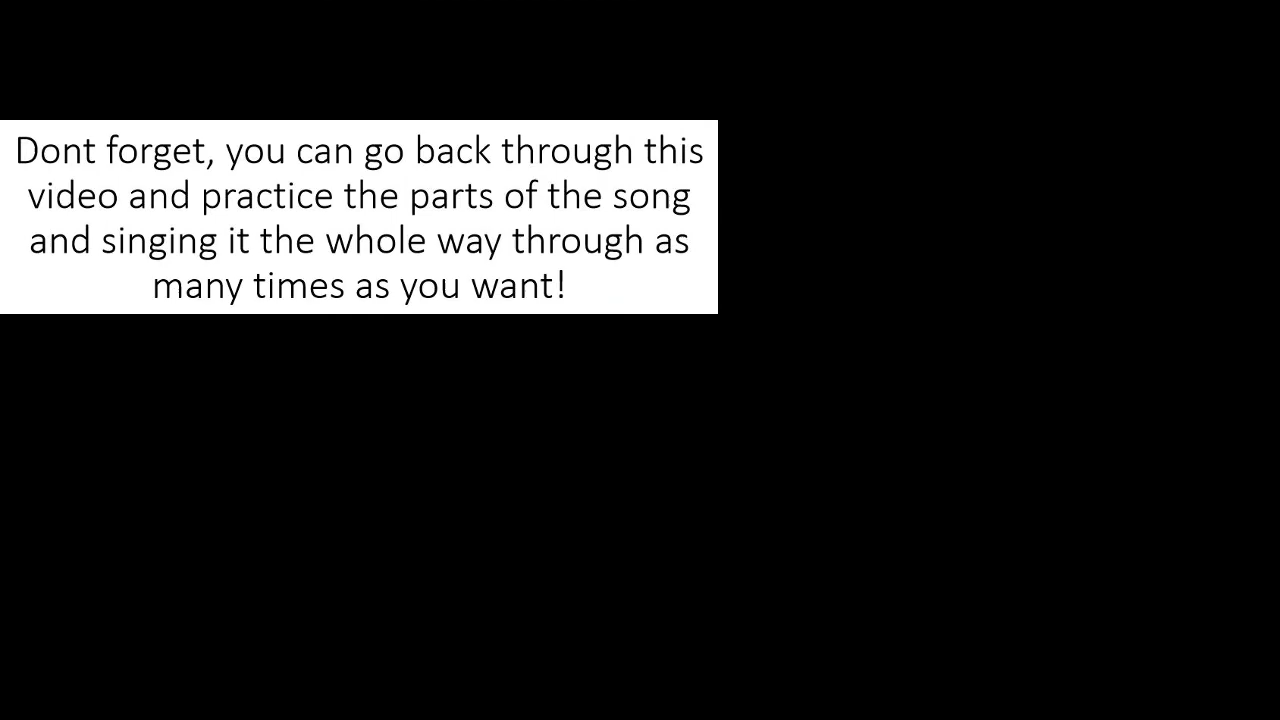 Dont forget, you can go back through this
video and practice the parts of the song
and singing it the whole way through as
many times as you want!